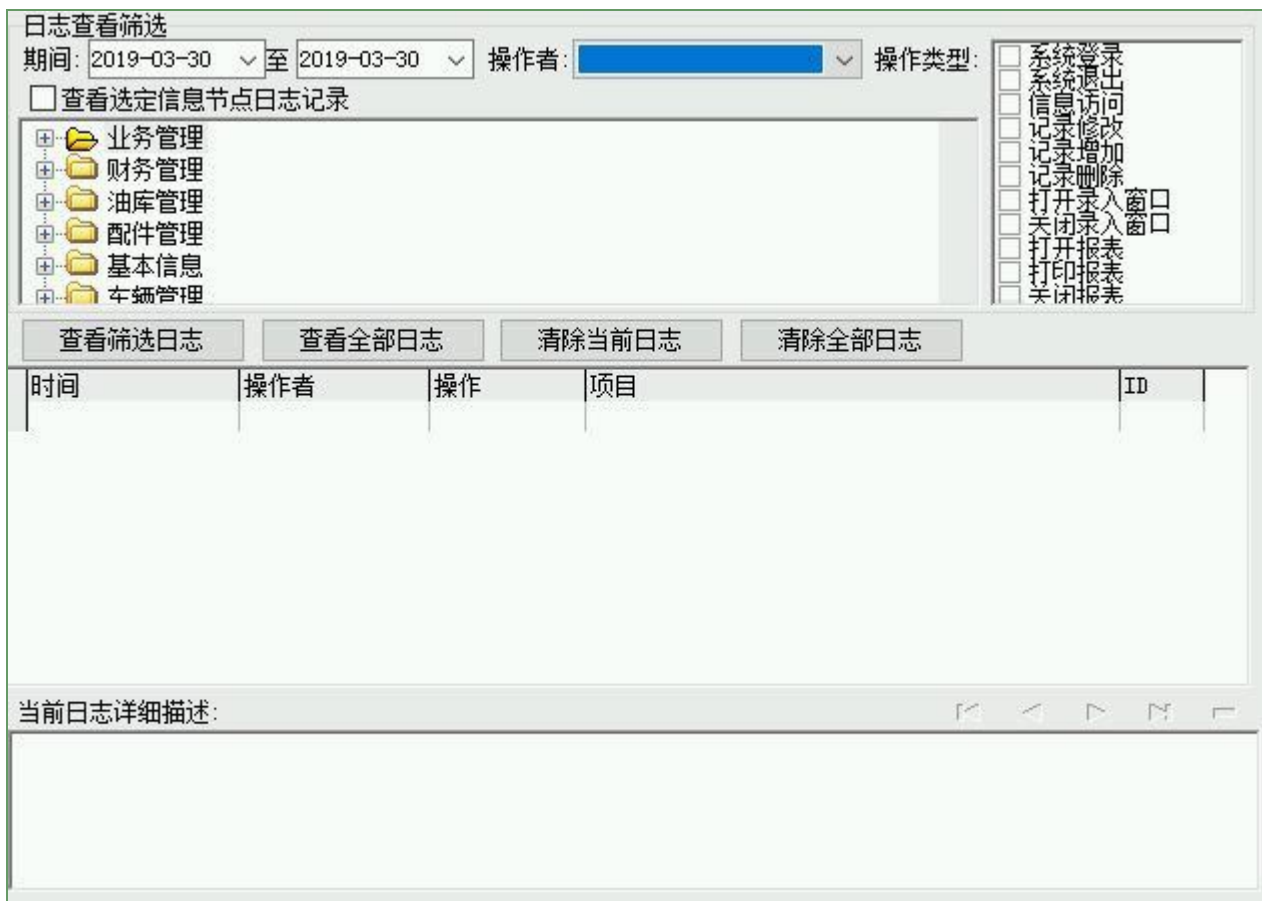 日志查看筛选
期间: 2019-03-30 至 2019-03-30 操作者: 操作类型:
系统登录
系统退出
信息访问
记录修改
记录增加
记录删除
打开录入窗口
关闭录入窗口
打开报表
打印报表
关闭报表
查看选定信息节点日志记录
业务管理
财务管理
油库管理
配件管理
基本信息
车辆管理
查看筛选日志 查看全部日志 清除当前日志 清除全部日志
时间 操作者 操作 项目 ID
当前日志详细描述: